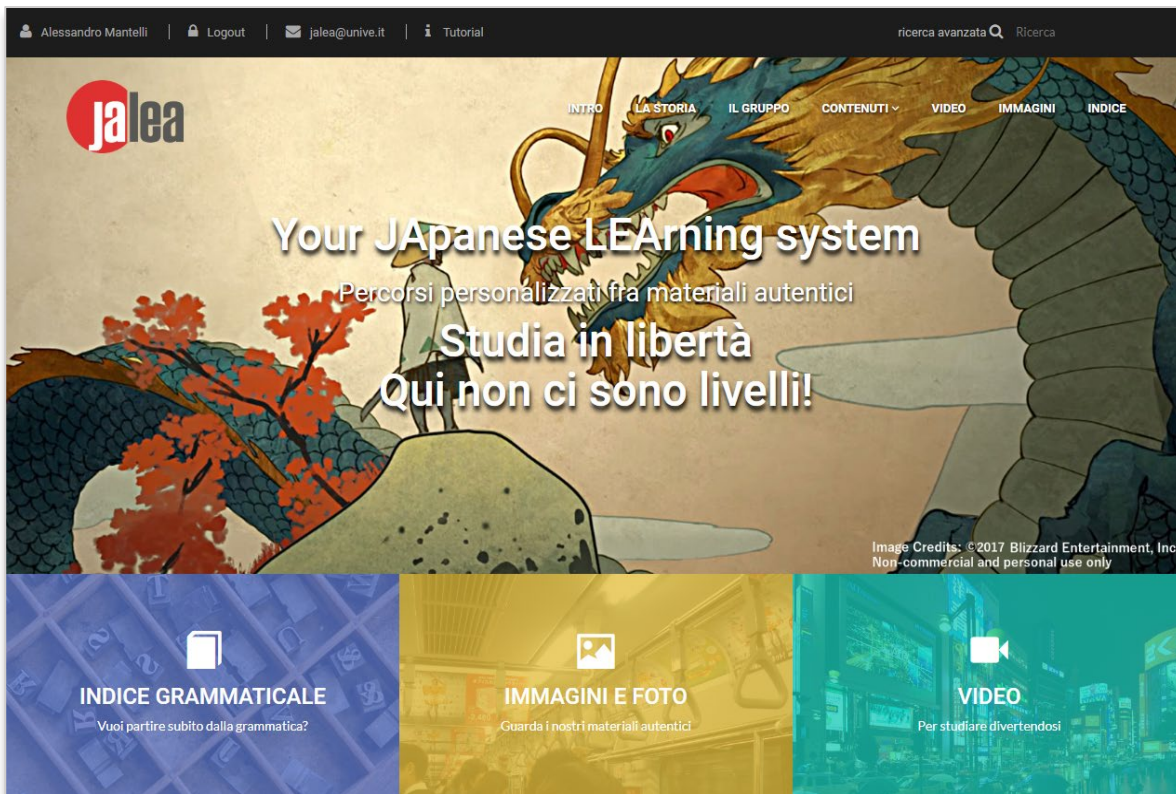 Alessandro Mantelli
Logout
jalea@unive.it
i Tutorial
ricerca avanzata
Ricerca
jalea
INTRO
LA STORIA
IL GRUPPO
CONTENUTI
VIDEO
IMMAGINI
INDICE
Your JApanese LEArning system
Percorsi personalizzati fra materiali autentici
Studia in libertà
Qui non ci sono livelli!
Image Credits: ©2017 Blizzard Entertainment, Inc
Non-commercial and personal use only
INDICE GRAMMATICALE
Vuoi partire subito dalla grammatica?
IMMAGINI E FOTO
Guarda i nostri materiali autentici
VIDEO
Per studiare divertendosi